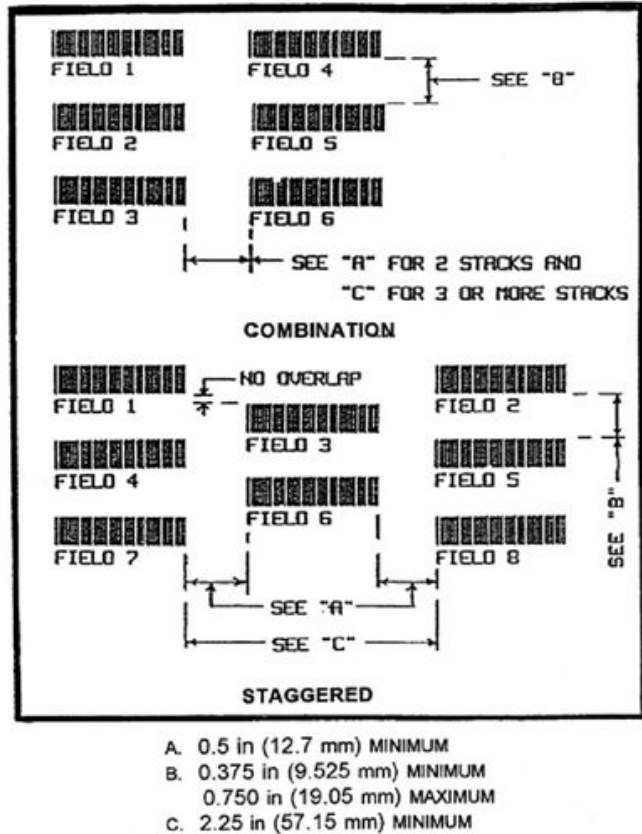 FIELD 1 FIELD 4
SEE "B"
FIELD 2 FIELD 5
FIELD 3 FIELD 6
SEE "A" FOR 2 STACKS AND
"C" FOR 3 OR MORE STACKS
COMBINATION
NO OVERLAP
FIELD 1 FIELD 2
FIELD 3
FIELD 4 FIELD 5
FIELD 6
SEE "B"
FIELD 7 FIELD 8
SEE "A"
SEE "C"
STAGGERED
A. 0.5 in (12.7 mm) MINIMUM
B. 0.375 in (9.525 mm) MINIMUM
0.750 in (19.05 mm) MAXIMUM
C. 2.25 in (57.15 mm) MINIMUM